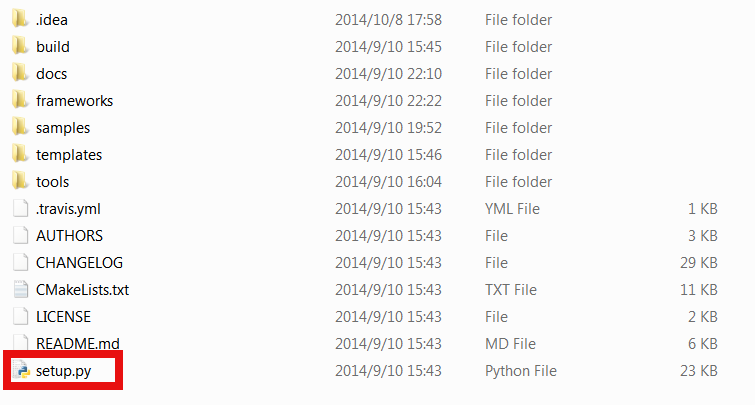 .idea 2014/10/8 17:58 File folder
build 2014/9/10 15:45 File folder
docs 2014/9/10 22:10 File folder
frameworks 2014/9/10 22:22 File folder
samples 2014/9/10 19:52 File folder
templates 2014/9/10 15:46 File folder
tools 2014/9/10 16:04 File folder
.travis.yml 2014/9/10 15:43 YML File 1 KB
AUTHORS 2014/9/10 15:43 File 3 KB
CHANGELOG 2014/9/10 15:43 File 29 KB
CMakeLists.txt 2014/9/10 15:43 TXT File 11 KB
LICENSE 2014/9/10 15:43 File 2 KB
README.md 2014/9/10 15:43 MD File 6 KB
setup.py 2014/9/10 15:43 Python File 23 KB